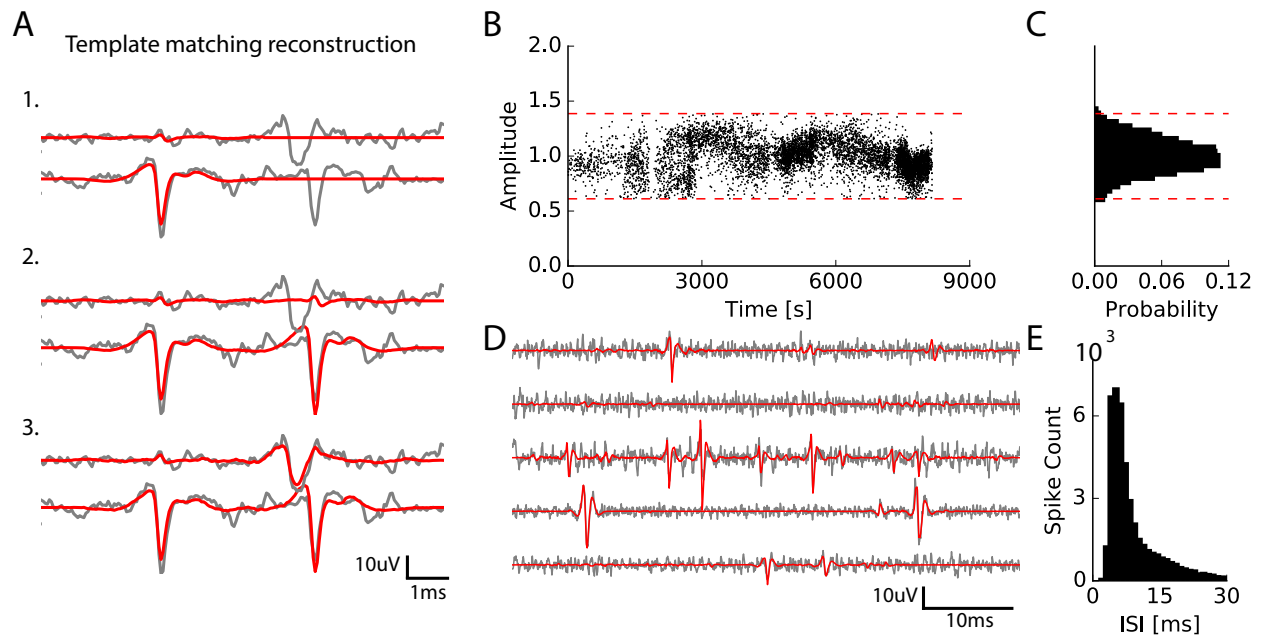 A
Template matching reconstruction
1.
2.
3.
10uV
1ms
B
Amplitude
2.0
1.5
1.0
0.5
0.0
0
3000
6000
9000
Time [s]
C
0.00 0.06 0.12
Probability
D
10uV
10ms
E
10³
Spike Count
6
3
0
0
15
30
ISI [ms]